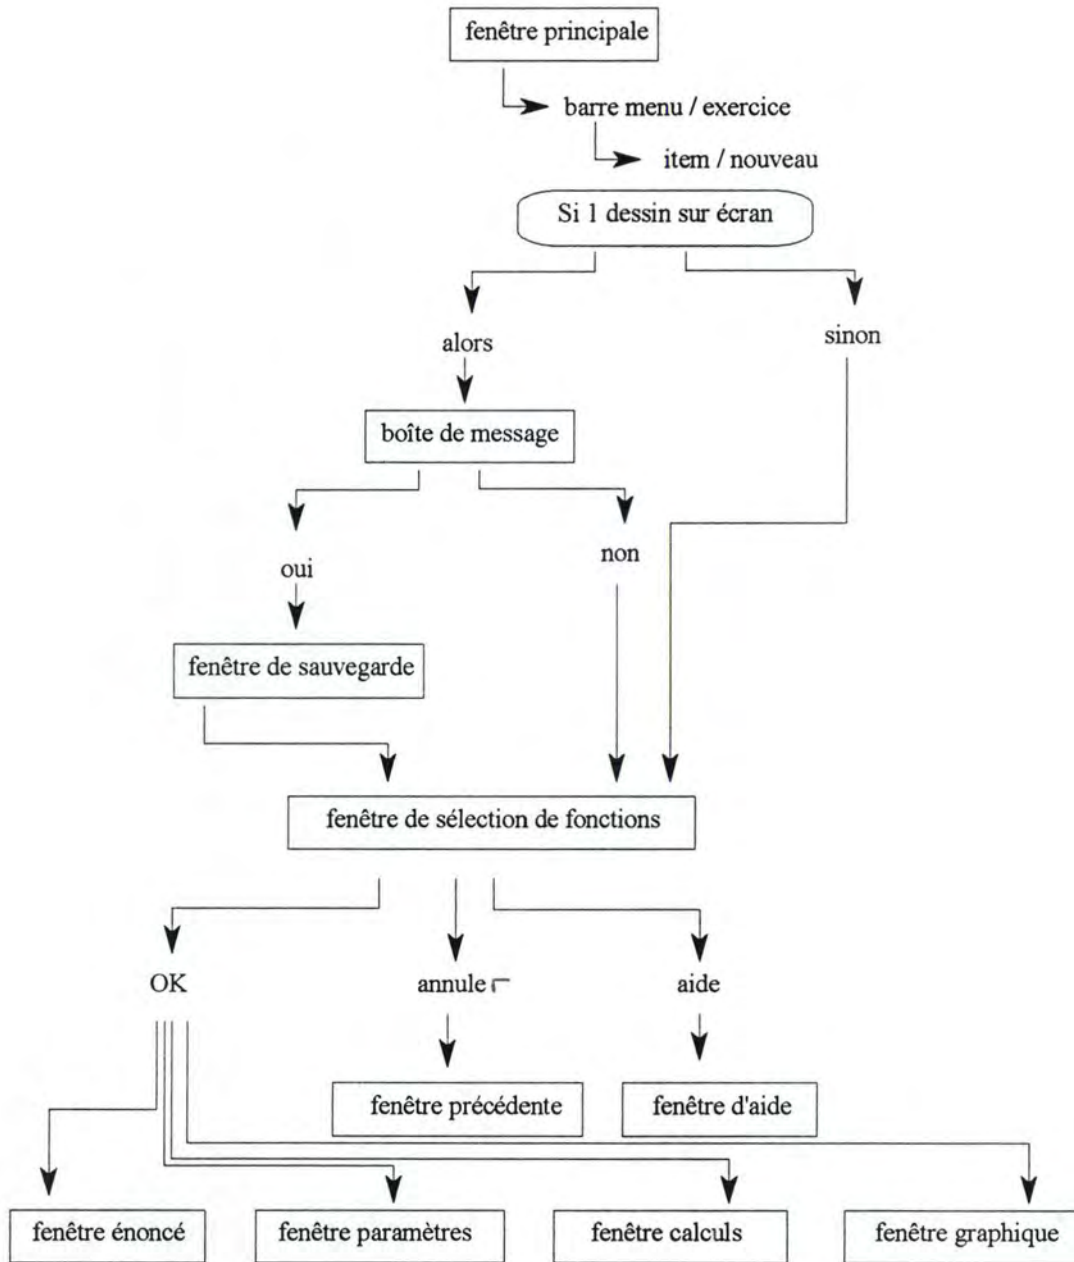 fenêtre principale
barre menu / exercice
item / nouveau
Si 1 dessin sur écran
alors
sinon
boîte de message
oui
non
fenêtre de sauvegarde
fenêtre de sélection de fonctions
OK
annule
aide
fenêtre précédente
fenêtre d'aide
fenêtre énoncé
fenêtre paramètres
fenêtre calculs
fenêtre graphique